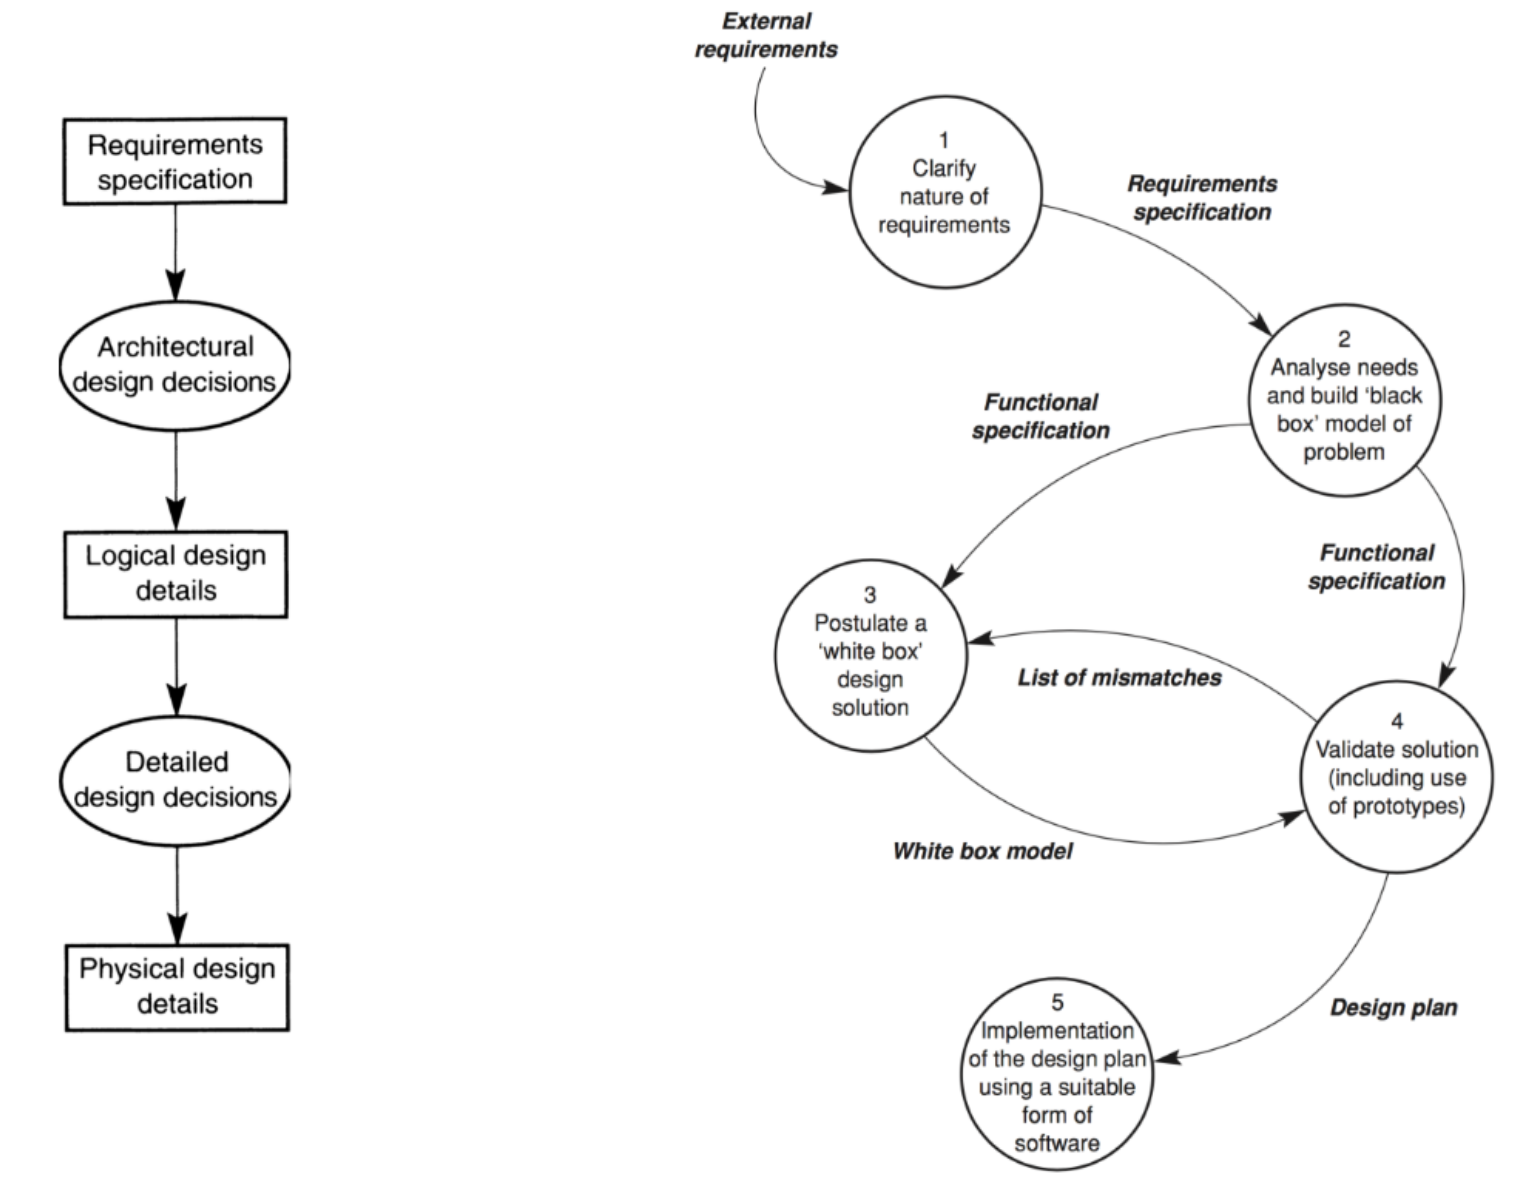 Requirements
specification
Architectural
design decisions
Logical design
details
Detailed
design decisions
Physical design
details
External
requirements
1
Clarify
nature of
requirements
Requirements
specification
2
Analyse needs
and build ‘black
box’ model of
problem
Functional
specification
Functional
specification
3
Postulate a
‘white box’
design
solution
List of mismatches
4
Validate solution
(including use
of prototypes)
White box model
Design plan
5
Implementation
of the design plan
using a suitable
form of
software